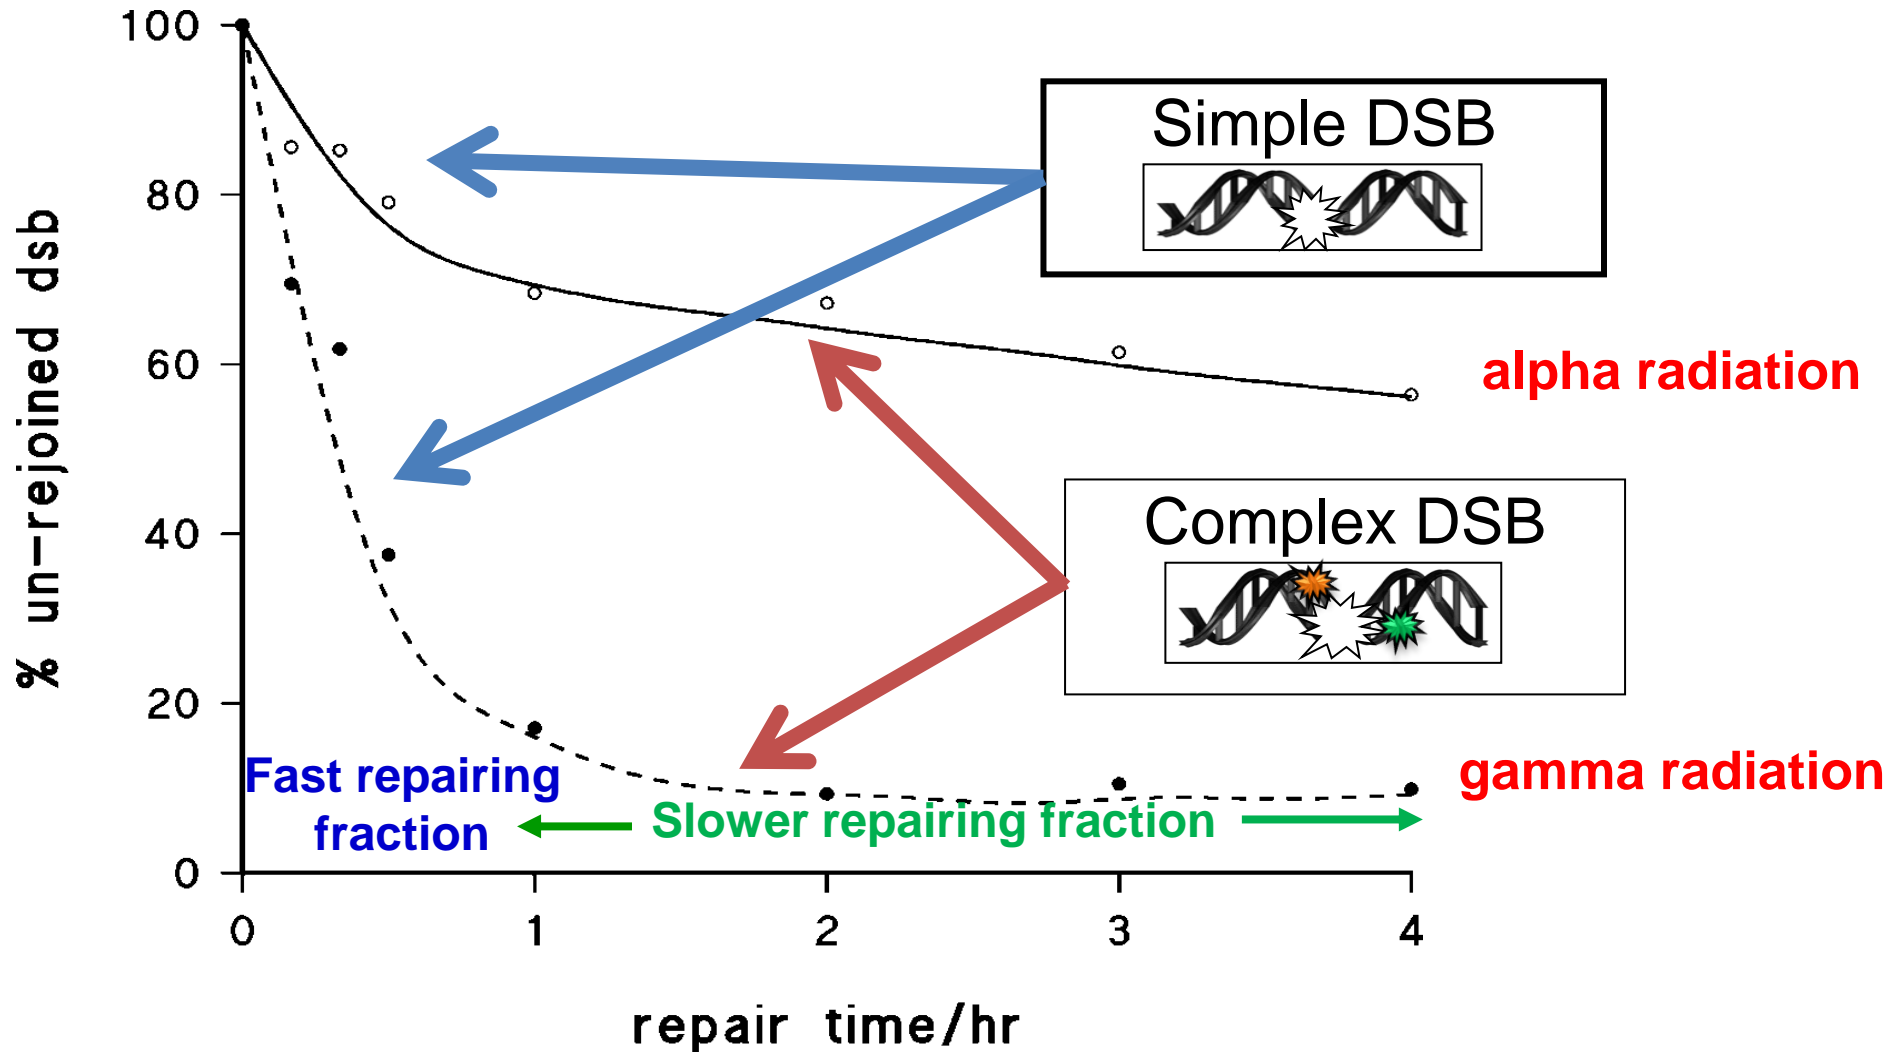 % un-rejoined dsb
100
80
60
40
20
0
Simple DSB
alpha radiation
Complex DSB
gamma radiation
Fast repairing
fraction
Slower repairing fraction
0 1 2 3 4
repair time/hr